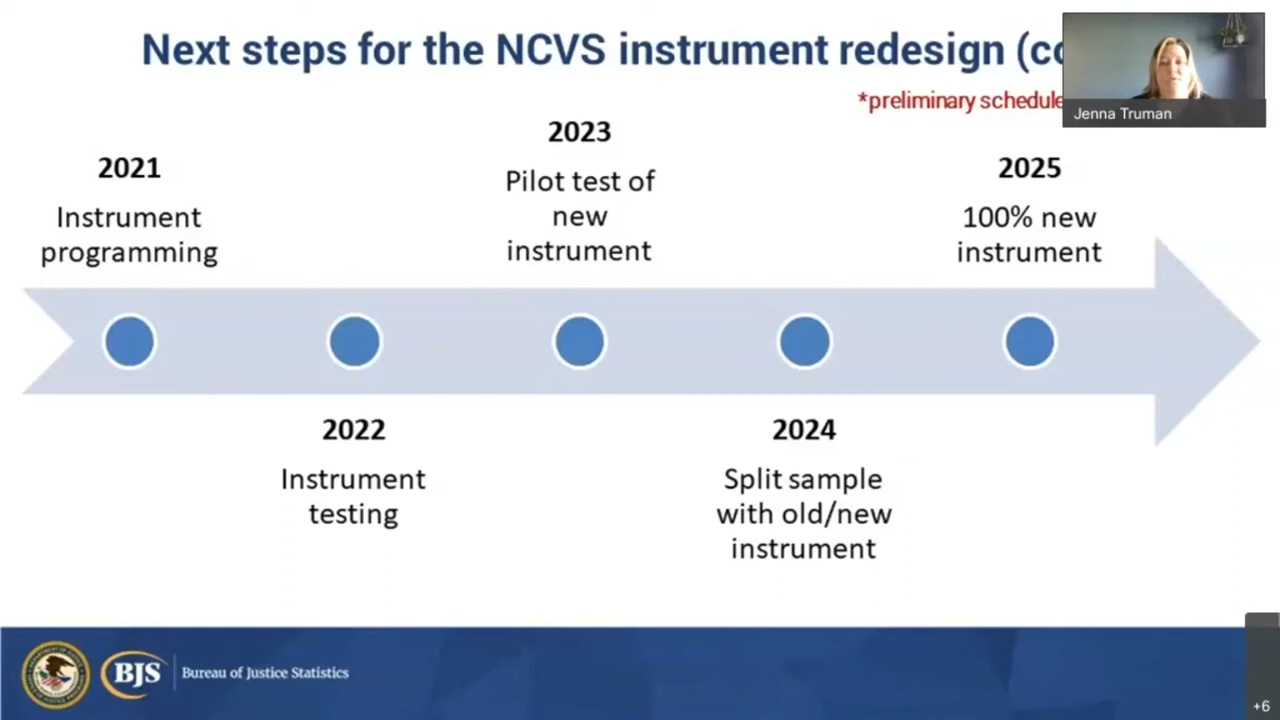 Next steps for the NCVS instrument redesign (co
*preliminary schedule
Jenna Truman
2021
Instrument
programming
2023
Pilot test of
new
instrument
2025
100% new
instrument
2022
Instrument
testing
2024
Split sample
with old/new
instrument
BJS
Bureau of Justice Statistics
+6